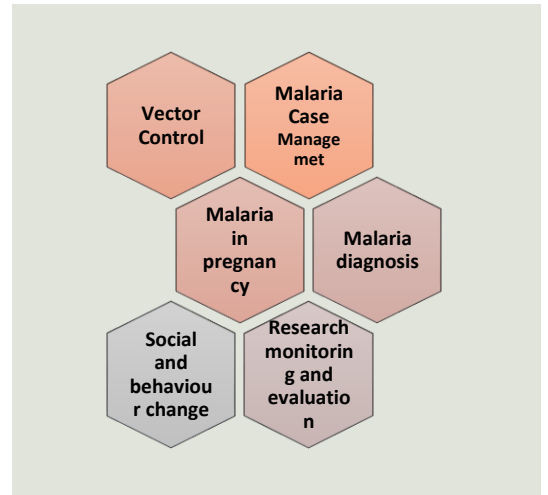 Vector
Control
Malaria
Case
Manage
met
Malaria
in
pregnan
cy
Malaria
diagnosis
Social
and
behaviou
r change
Research
monitorin
g and
evaluatio
n